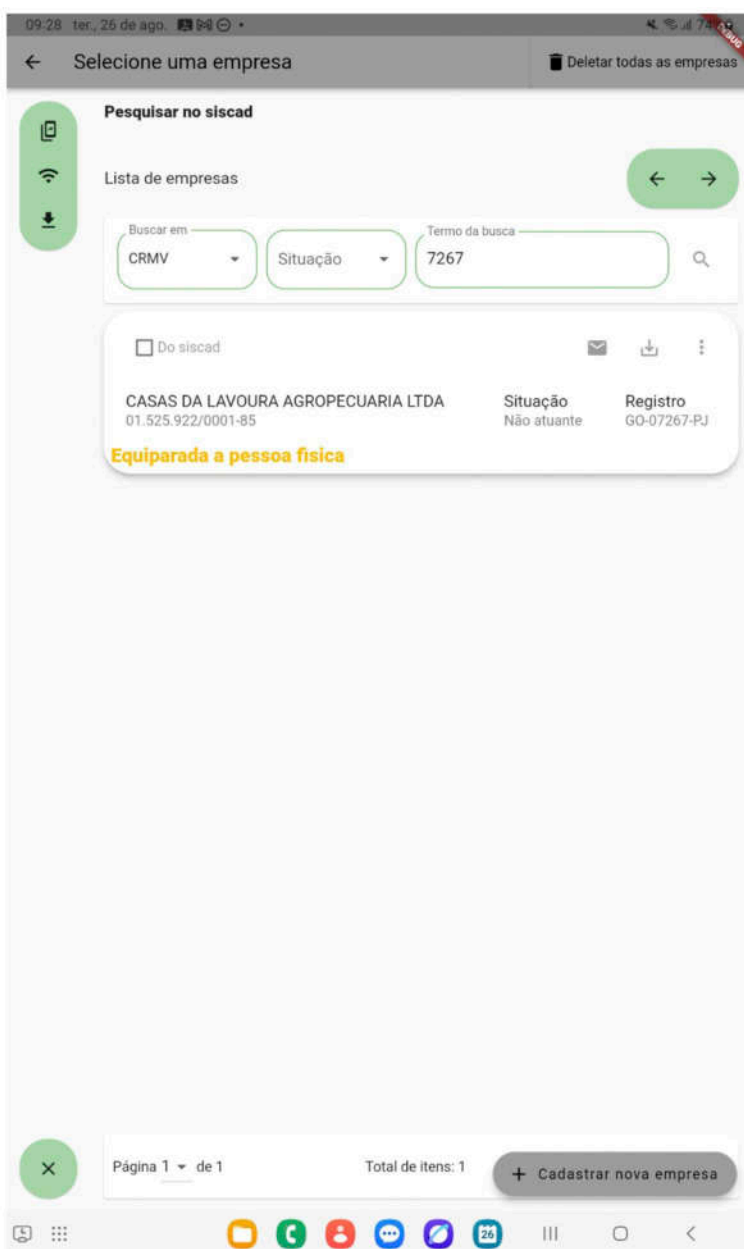 09:28 ter., 26 de ago.
DEBUG
Selecione uma empresa
Deletar todas as empresas
Pesquisar no siscad
Lista de empresas
Buscar em
CRMV
Situação
Termo da busca
7267
Do siscad
CASAS DA LAVOURA AGROPECUARIA LTDA
01.525.922/0001-85
Situação
Não atuante
Registro
GO-07267-PJ
Equiparada a pessoa fisica
Página 1 de 1
Total de itens: 1
+ Cadastrar nova empresa
26